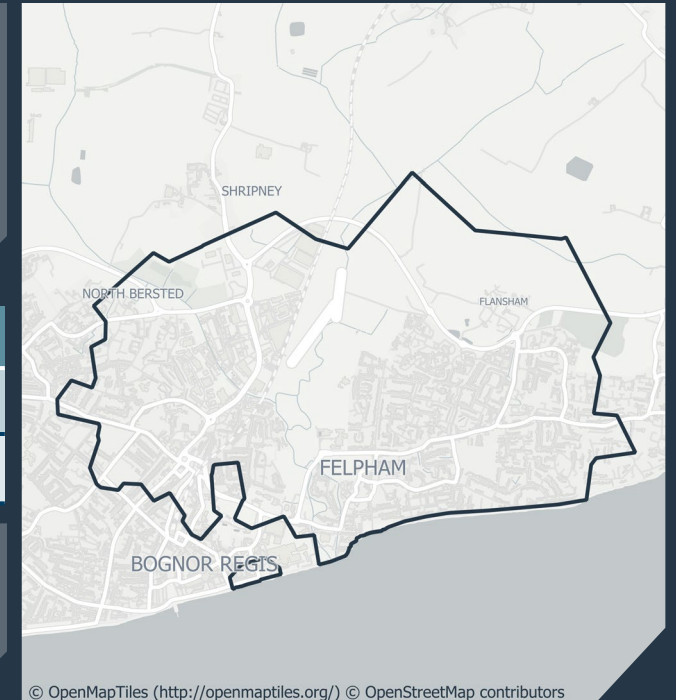 SHRIPNEY
NORTH BERSTED
FLANSHAM
FELPHAM
BOGNOR REGIS
© OpenMapTiles (http://openmaptiles.org/) © OpenStreetMap contributors